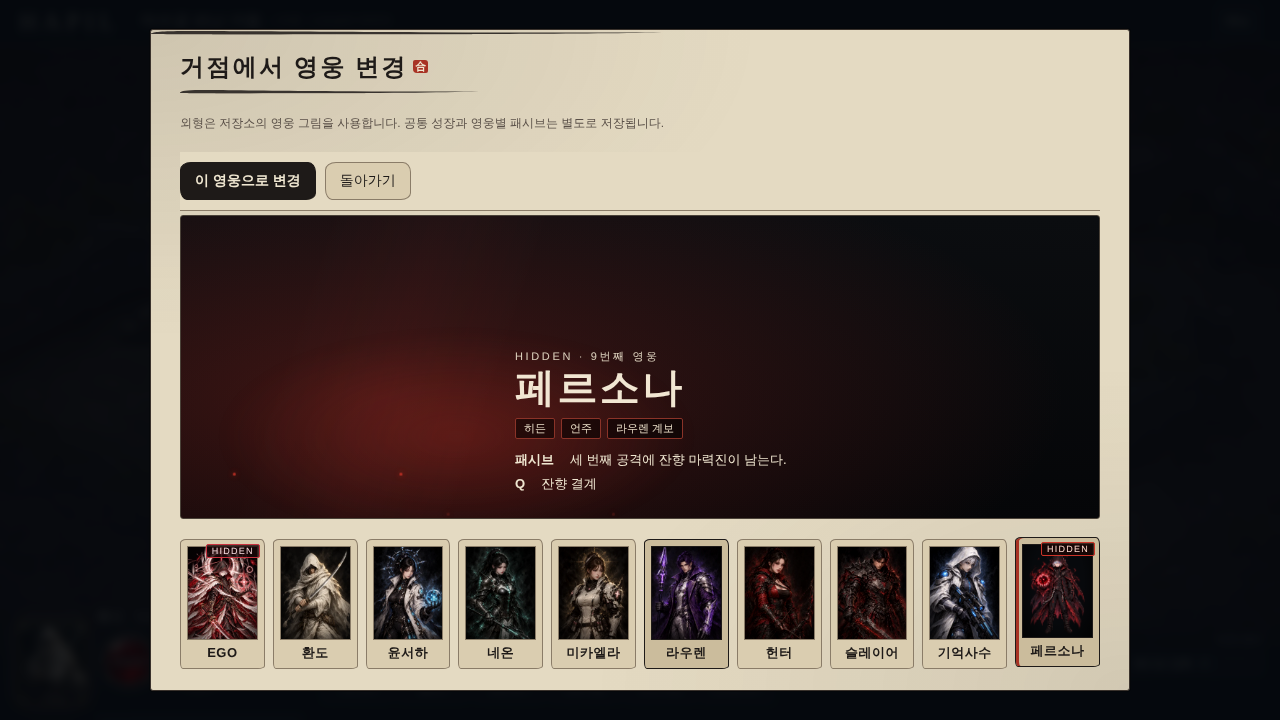 거점에서 영웅 변경 合
외형은 저장소의 영웅 그림을 사용합니다. 공통 성장과 영웅별 패시브는 별도로 저장됩니다.
이 영웅으로 변경
돌아가기
HIDDEN · 9번째 영웅
페르소나
히든 언주 라우렌 계보
패시브 세 번째 공격에 잔향 마력진이 남는다.
Q 잔향 결계
HIDDEN
EGO
환도
윤서하
네온
미카엘라
라우렌
헌터
슬레이어
기억사수
HIDDEN
페르소나